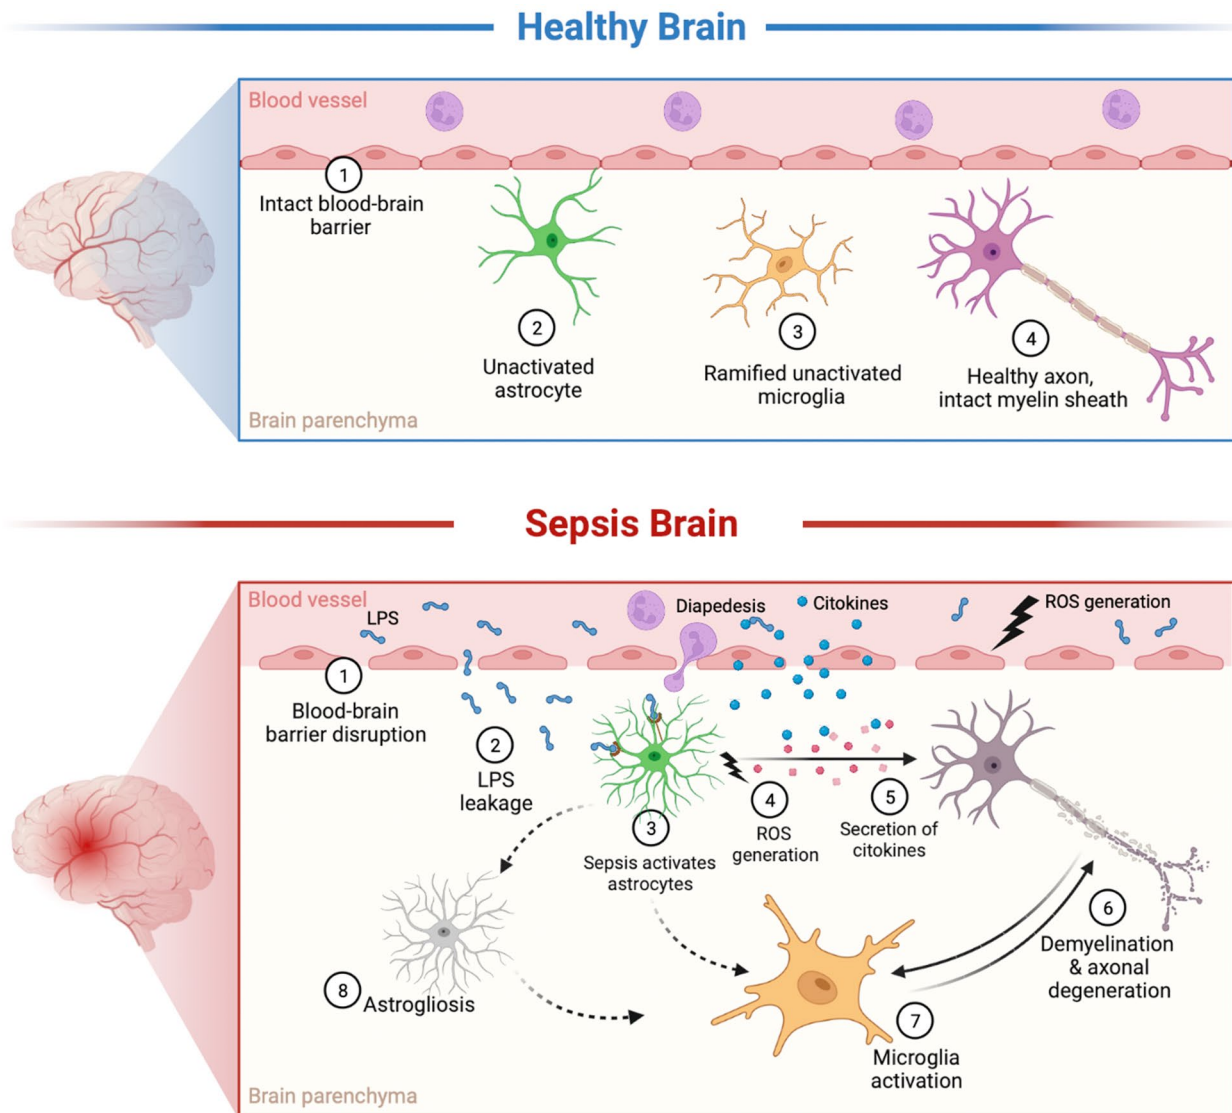 Healthy Brain
Blood vessel
1
Intact blood-brain
barrier
2
Unactivated
astrocyte
3
Ramified unactivated
microglia
4
Healthy axon,
intact myelin sheath
Brain parenchyma
Sepsis Brain
Blood vessel
LPS
Diapedesis
Citokines
ROS generation
1
Blood-brain
barrier disruption
2
LPS
leakage
3
Sepsis activates
astrocytes
4
ROS
generation
5
Secretion of
citokines
6
Demyelination
& axonal
degeneration
7
Microglia
activation
8
Astrogliosis
Brain parenchyma